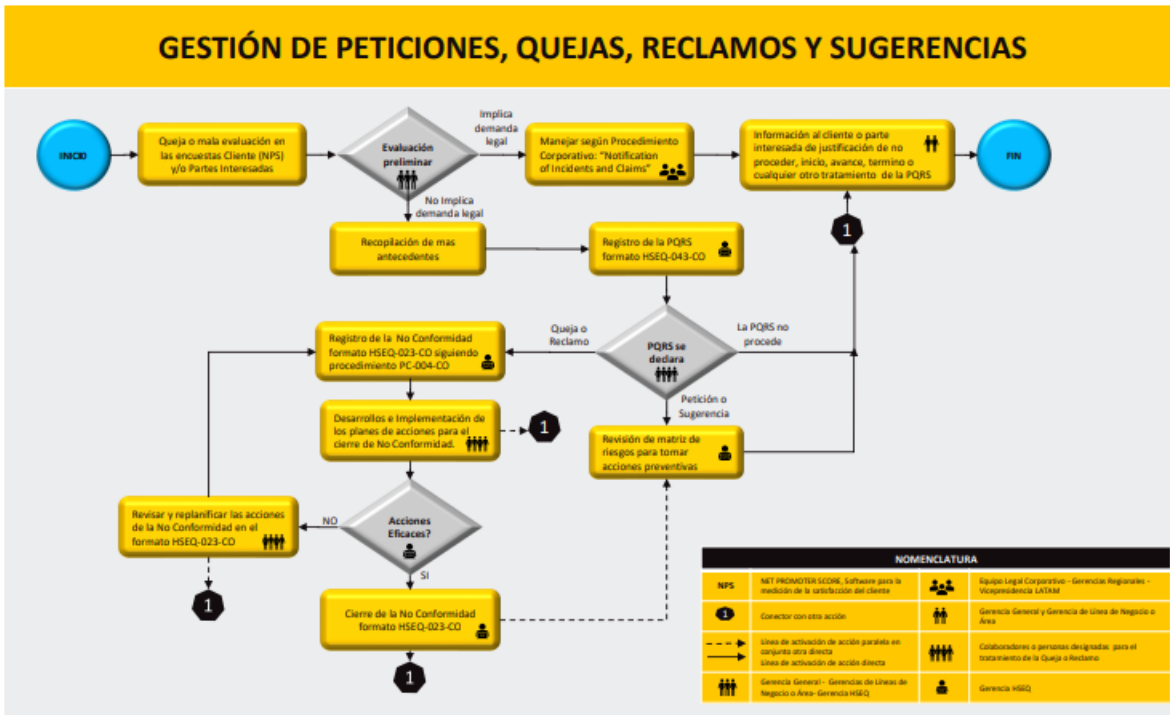 GESTIÓN DE PETICIONES, QUEJAS, RECLAMOS Y SUGERENCIAS
INICIO
Queja o mala evaluación en
las encuestas Cliente (NPS)
y/o Partes Interesadas
Evaluación
preliminar
Implica
demanda
legal
Manejar según Procedimiento
Corporativo: "Notification
of Incidents and Claims"
Información al cliente o parte
interesada de justificación de no
proceder, inicio, avance, termino o
cualquier otro tratamiento de la PQRS
FIN
No Implica
demanda legal
1
Recopilación de mas
antecedentes
Registro de la PQRS
formato HSEQ-043-CO
Queja o
Reclamo
PQRS se
declara
La PQRS no
procede
Registro de la No Conformidad
formato HSEQ-023-CO siguiendo
procedimiento PC-004-CO
Petición o
Sugerencia
Desarrollos e Implementación de
los planes de acciones para el
cierre de No Conformidad.
1
Revisión de matriz de
riesgos para tomar
acciones preventivas
Revisar y replanificar las acciones
de la No Conformidad en el
formato HSEQ-023-CO
NO
Acciones
Eficaces?
SI
1
Cierre de la No Conformidad
formato HSEQ-023-CO
1
NOMENCLATURA
NPS
NET PROMOTER SCORE, Software para la
medición de la satisfacción del cliente
Equipo Legal Corporativo - Gerencias Regionales -
Vicepresidencia LATAM
1
Conector con otra acción
Gerencia General y Gerencia de Línea de Negocio o
Área
Línea de activación de acción paralela en
conjunto otra directa
Línea de activación de acción directa
Colaboradores o personas designadas para el
tratamiento de la Queja o Reclamo
Gerencia General - Gerencias de Líneas de
Negocio o Área- Gerencia HSEQ
Gerencia HSEQ